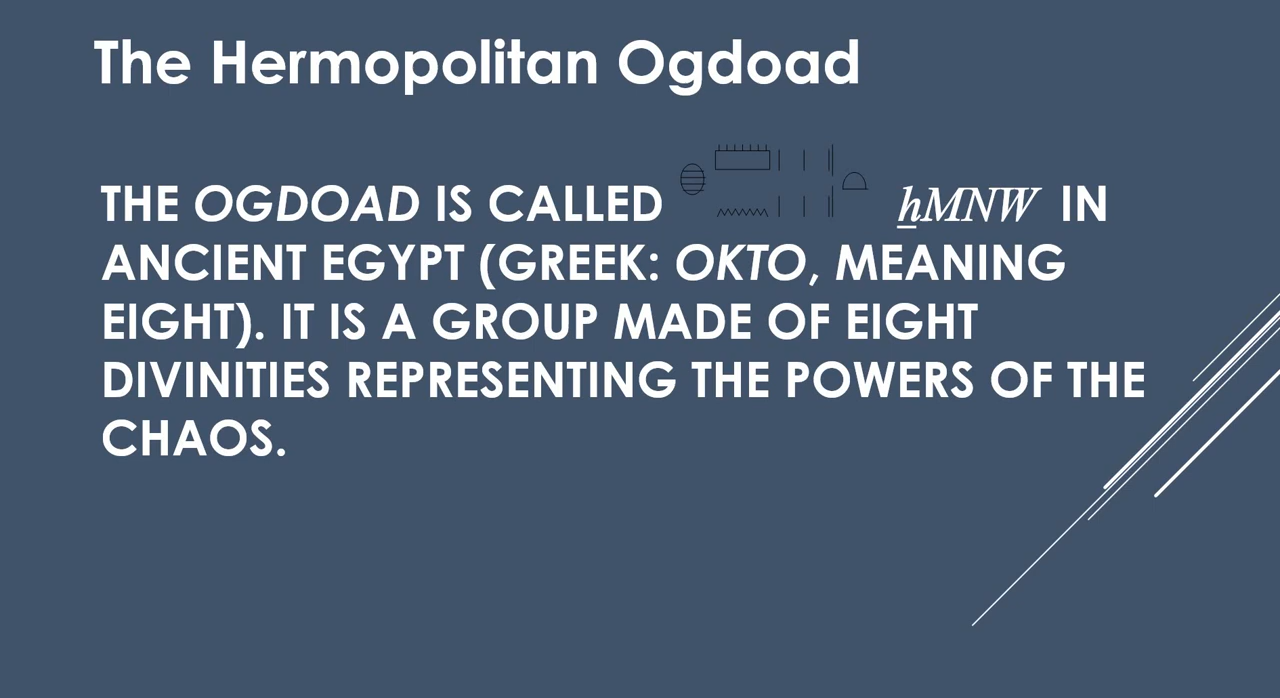 The Hermopolitan Ogdoad
THE OGDOAD IS CALLED ẖMNW IN
ANCIENT EGYPT (GREEK: OKTO, MEANING
EIGHT). IT IS A GROUP MADE OF EIGHT
DIVINITIES REPRESENTING THE POWERS OF THE
CHAOS.